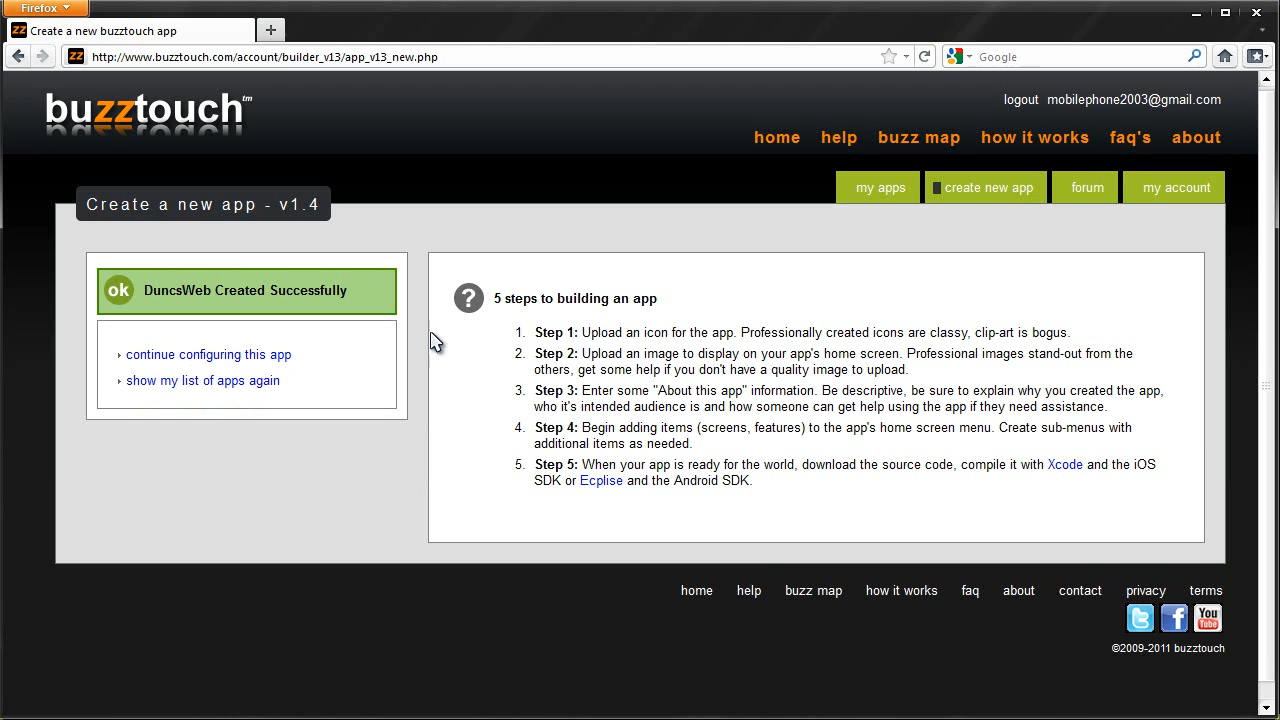 Firefox
Create a new buzztouch app
http://www.buzztouch.com/account/builder_v13/app_v13_new.php
Google
buzztouch™
logout mobilephone2003@gmail.com
home help buzz map how it works faq's about
my apps create new app forum my account
Create a new app - v1.4
ok DuncsWeb Created Successfully
continue configuring this app
show my list of apps again
? 5 steps to building an app
1. Step 1: Upload an icon for the app. Professionally created icons are classy, clip-art is bogus.
2. Step 2: Upload an image to display on your app's home screen. Professional images stand-out from the
others, get some help if you don't have a quality image to upload.
3. Step 3: Enter some "About this app" information. Be descriptive, be sure to explain why you created the app,
who it's intended audience is and how someone can get help using the app if they need assistance.
4. Step 4: Begin adding items (screens, features) to the app's home screen menu. Create sub-menus with
additional items as needed.
5. Step 5: When your app is ready for the world, download the source code, compile it with Xcode and the iOS
SDK or Ecplise and the Android SDK.
home help buzz map how it works faq about contact privacy terms
You Tube
©2009-2011 buzztouch